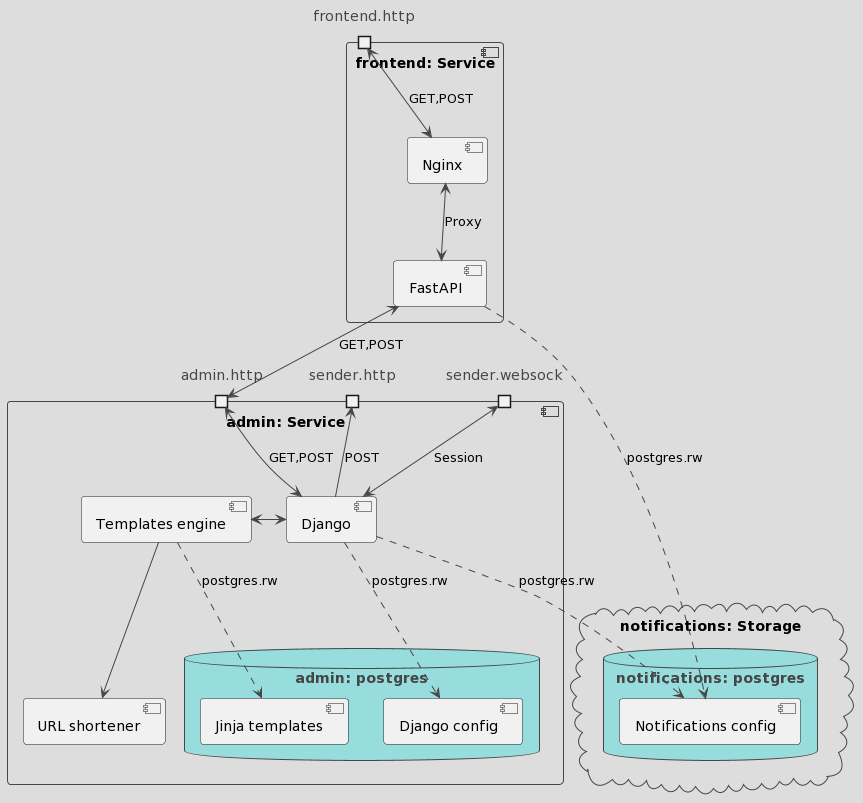 frontend.http
frontend: Service
GET,POST
Nginx
Proxy
FastAPI
GET,POST
admin.http
sender.http
sender.websock
admin: Service
GET,POST
POST
Session
postgres.rw
Templates engine
Django
postgres.rw
postgres.rw
postgres.rw
notifications: Storage
admin: postgres
notifications: postgres
URL shortener
Jinja templates
Django config
Notifications config